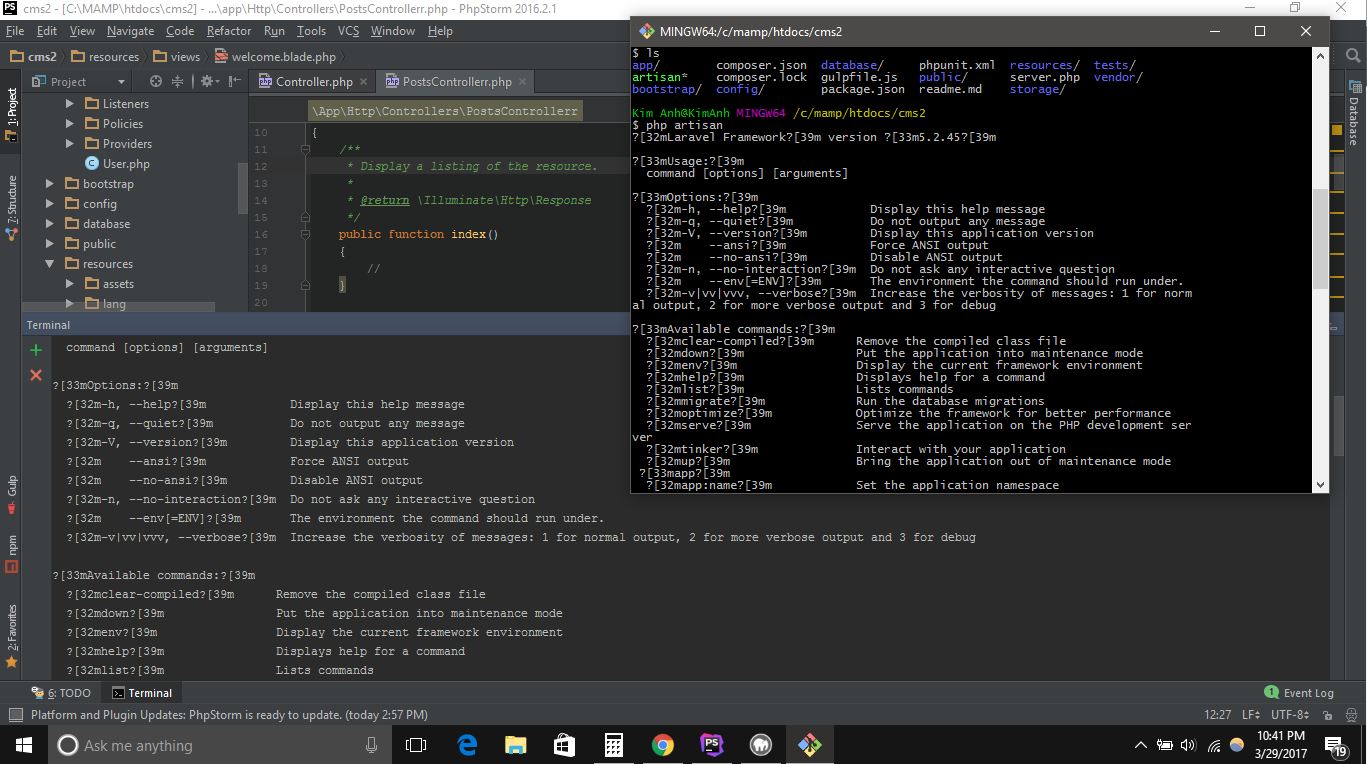 cms2 - [C:\MAMP\htdocs\cms2] - ...\app\Http\Controllers\PostsControllerr.php - PhpStorm 2016.2.1
File Edit View Navigate Code Refactor Run Tools VCS Window Help
cms2 resources views welcome.blade.php
Project
Controller.php
PostsControllerr.php
1: Project
7: Structure
Gulp
npm
2: Favorites
Database
Listeners
Policies
Providers
User.php
bootstrap
config
database
public
resources
assets
lang
\App\Http\Controllers\PostsControllerr
10 {
11 /**
12 * Display a listing of the resource.
13 *
14 * @return \Illuminate\Http\Response
15 */
16 public function index()
17 {
18 //
19 }
20
Terminal
command [options] [arguments]
?[33mOptions:?[39m
?[32m-h, --help?[39m Display this help message
?[32m-q, --quiet?[39m Do not output any message
?[32m-V, --version?[39m Display this application version
?[32m --ansi?[39m Force ANSI output
?[32m --no-ansi?[39m Disable ANSI output
?[32m-n, --no-interaction?[39m Do not ask any interactive question
?[32m --env[=ENV]?[39m The environment the command should run under.
?[32m-v|vv|vvv, --verbose?[39m Increase the verbosity of messages: 1 for normal output, 2 for more verbose output and 3 for debug
?[33mAvailable commands:?[39m
?[32mclear-compiled?[39m Remove the compiled class file
?[32mdown?[39m Put the application into maintenance mode
?[32menv?[39m Display the current framework environment
?[32mhelp?[39m Displays help for a command
?[32mlist?[39m Lists commands
MINGW64:/c/mamp/htdocs/cms2
$ ls
app/ composer.json database/ phpunit.xml resources/ tests/
artisan* composer.lock gulpfile.js public/ server.php vendor/
bootstrap/ config/ package.json readme.md storage/
Kim Anh@KimAnh MINGW64 /c/mamp/htdocs/cms2
$ php artisan
?[32mLaravel Framework?[39m version ?[33m5.2.45?[39m
?[33mUsage:?[39m
command [options] [arguments]
?[33mOptions:?[39m
?[32m-h, --help?[39m Display this help message
?[32m-q, --quiet?[39m Do not output any message
?[32m-V, --version?[39m Display this application version
?[32m --ansi?[39m Force ANSI output
?[32m --no-ansi?[39m Disable ANSI output
?[32m-n, --no-interaction?[39m Do not ask any interactive question
?[32m --env[=ENV]?[39m The environment the command should run under.
?[32m-v|vv|vvv, --verbose?[39m Increase the verbosity of messages: 1 for norm
al output, 2 for more verbose output and 3 for debug
?[33mAvailable commands:?[39m
?[32mclear-compiled?[39m Remove the compiled class file
?[32mdown?[39m Put the application into maintenance mode
?[32menv?[39m Display the current framework environment
?[32mhelp?[39m Displays help for a command
?[32mlist?[39m Lists commands
?[32mmigrate?[39m Run the database migrations
?[32moptimize?[39m Optimize the framework for better performance
?[32mserve?[39m Serve the application on the PHP development ser
ver
?[32mtinker?[39m Interact with your application
?[32mup?[39m Bring the application out of maintenance mode
?[33mapp?[39m
?[32mapp:name?[39m Set the application namespace
6: TODO
Terminal
1 Event Log
Platform and Plugin Updates: PhpStorm is ready to update. (today 2:57 PM)
12:27 LF UTF-8
Ask me anything
10:41 PM
3/29/2017
19